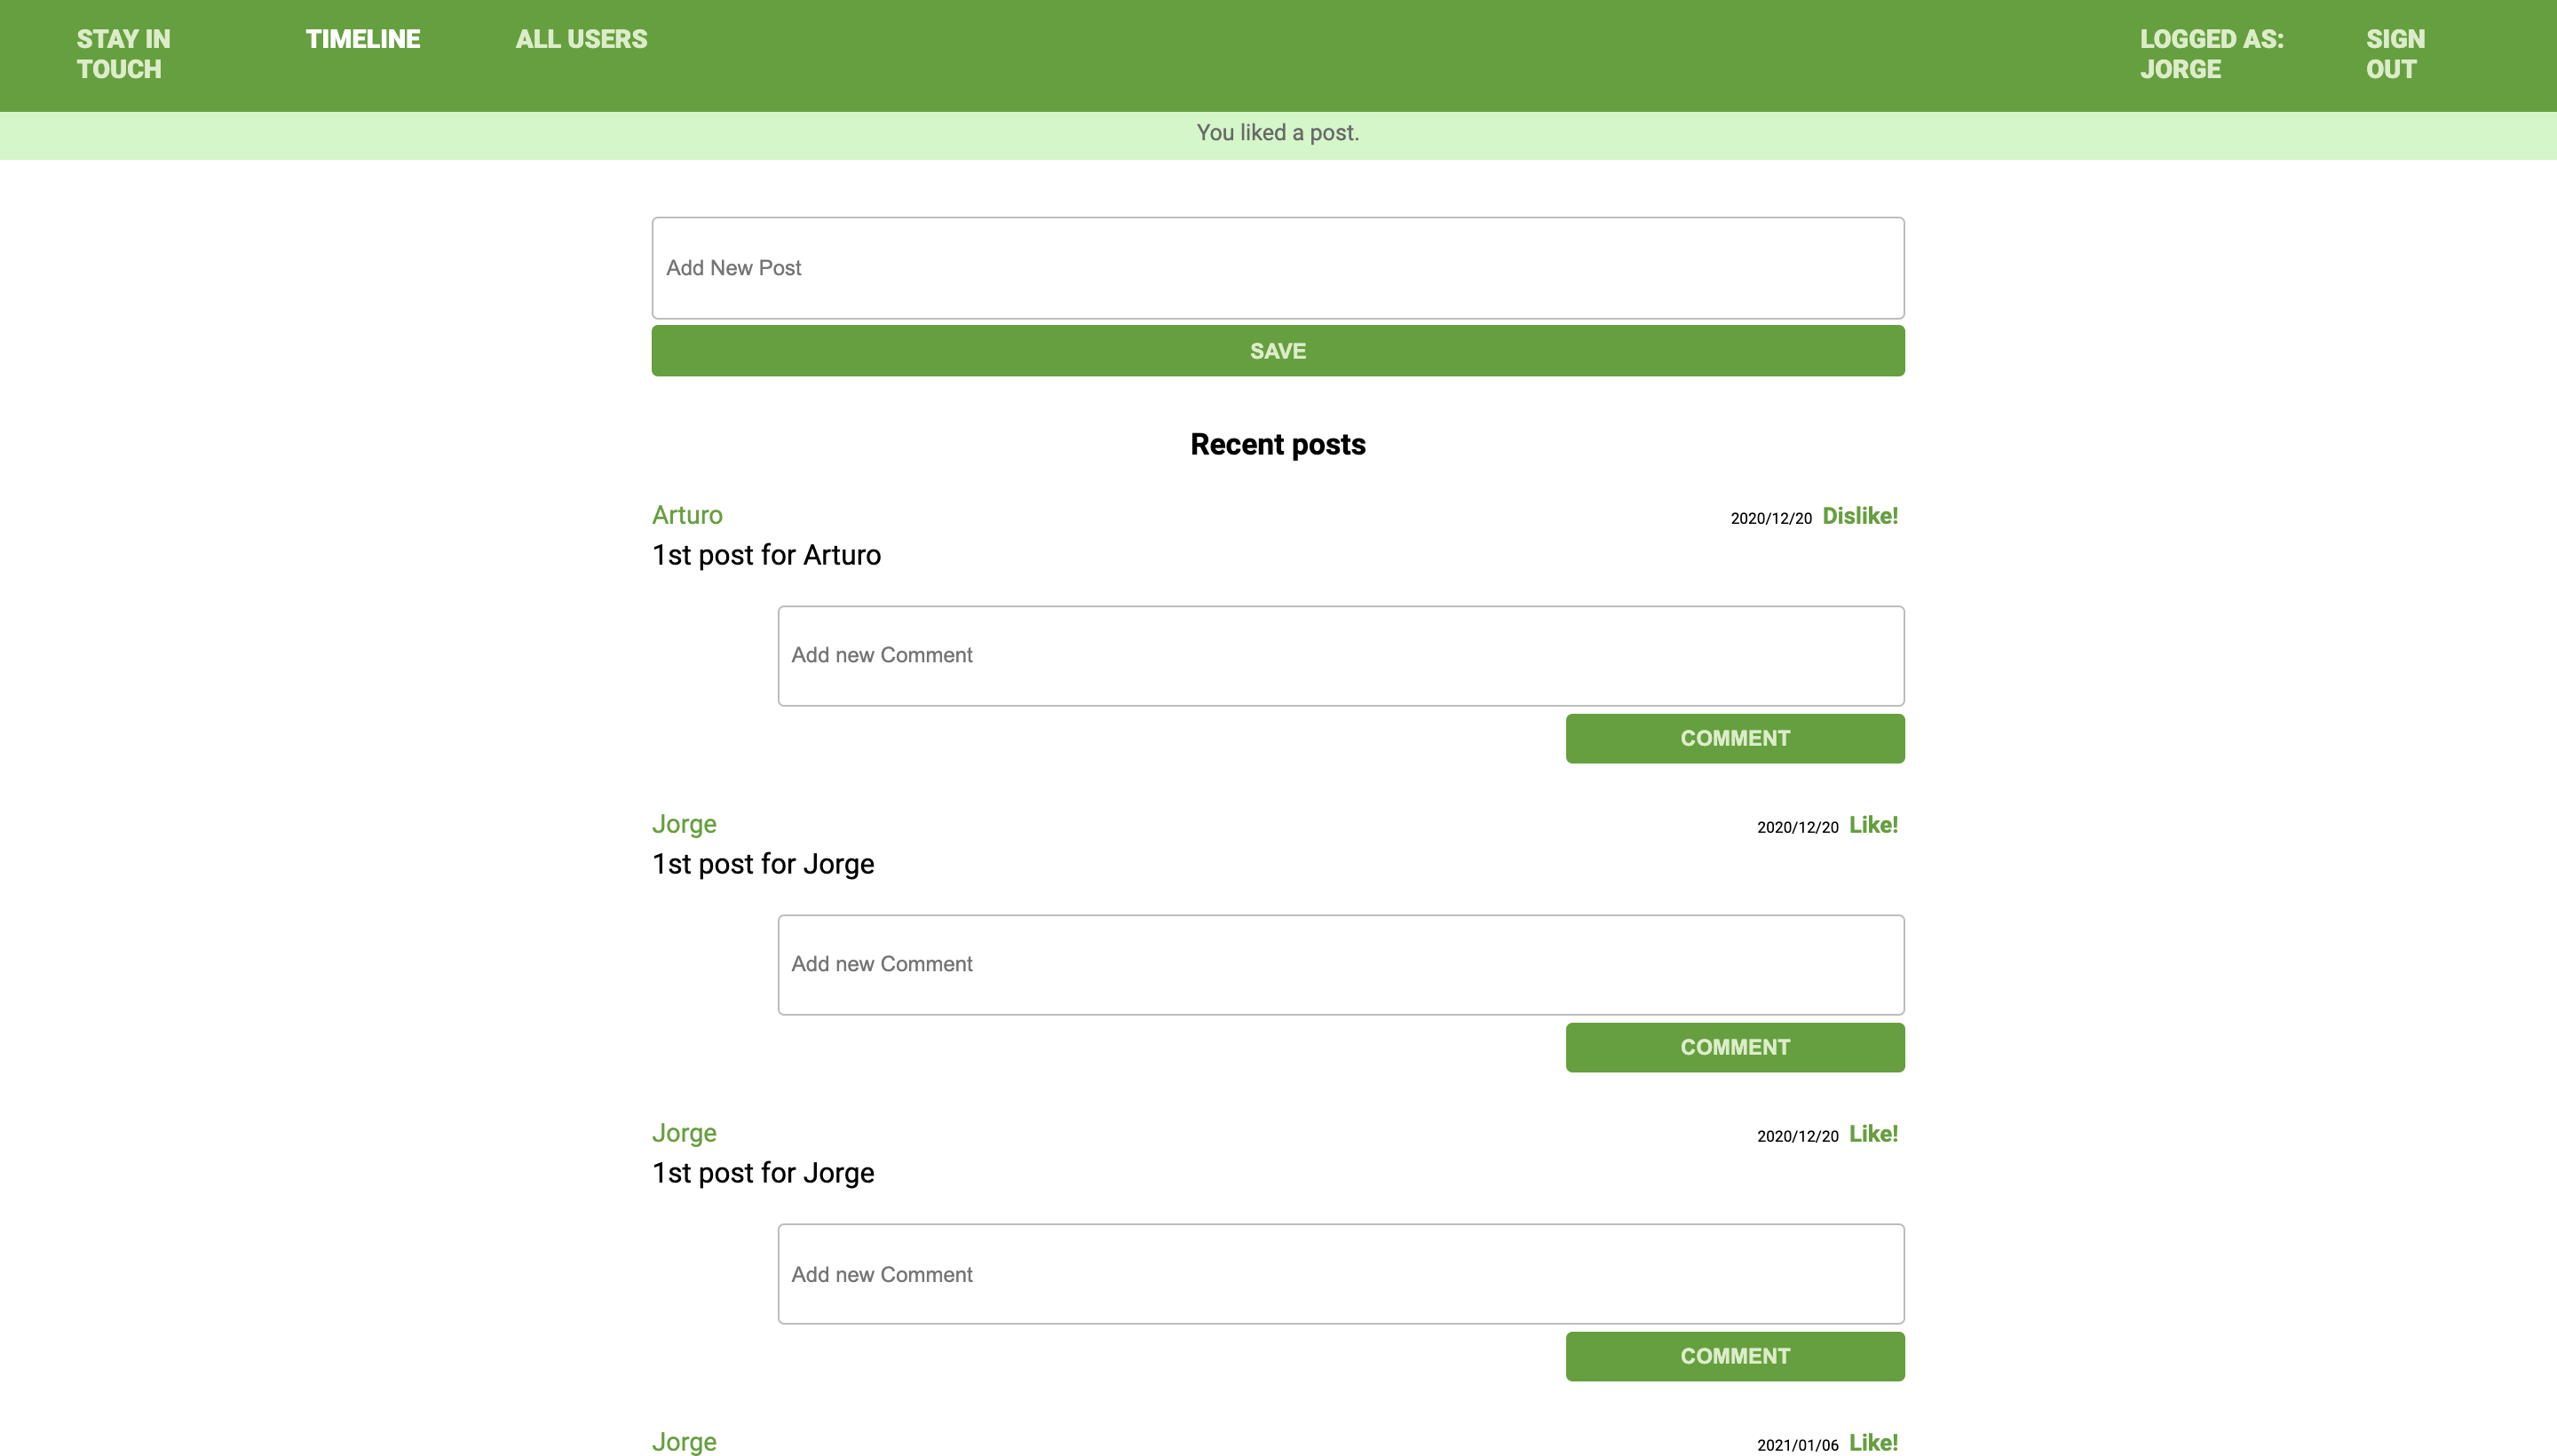 STAY IN
TOUCH
TIMELINE
ALL USERS
LOGGED AS:
JORGE
SIGN
OUT
You liked a post.
Add New Post
SAVE
Recent posts
Arturo
2020/12/20 Dislike!
1st post for Arturo
Add new Comment
COMMENT
Jorge
2020/12/20 Like!
1st post for Jorge
Add new Comment
COMMENT
Jorge
2020/12/20 Like!
1st post for Jorge
Add new Comment
COMMENT
Jorge
2021/01/06 Like!